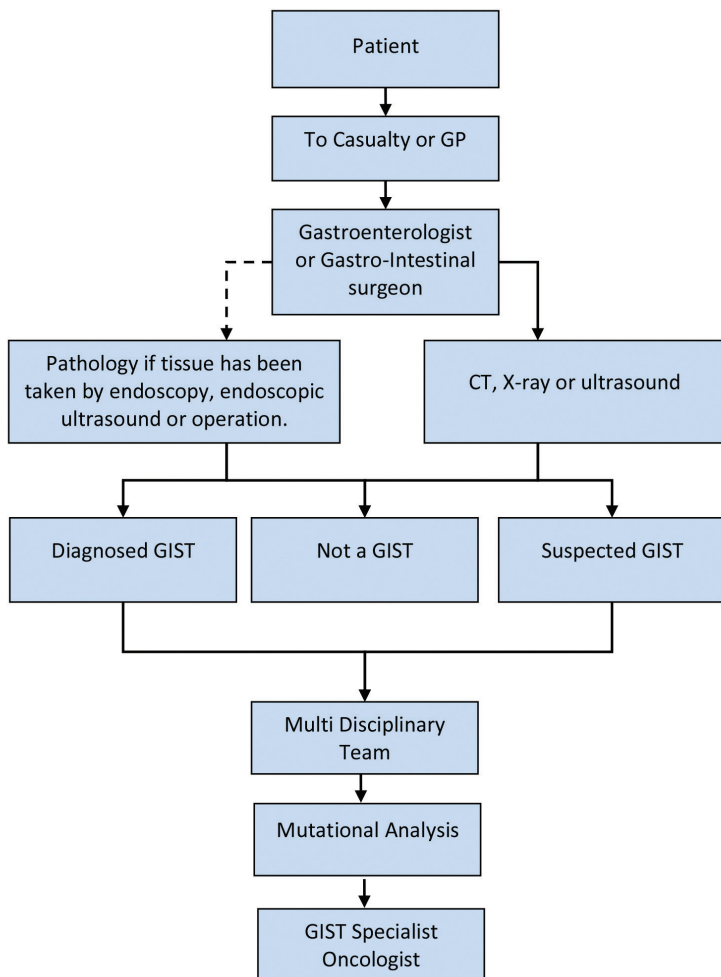 Patient
To Casualty or GP
Gastroenterologist
or Gastro-Intestinal
surgeon
Pathology if tissue has been
taken by endoscopy, endoscopic
ultrasound or operation.
CT, X-ray or ultrasound
Diagnosed GIST
Not a GIST
Suspected GIST
Multi Disciplinary
Team
Mutational Analysis
GIST Specialist
Oncologist